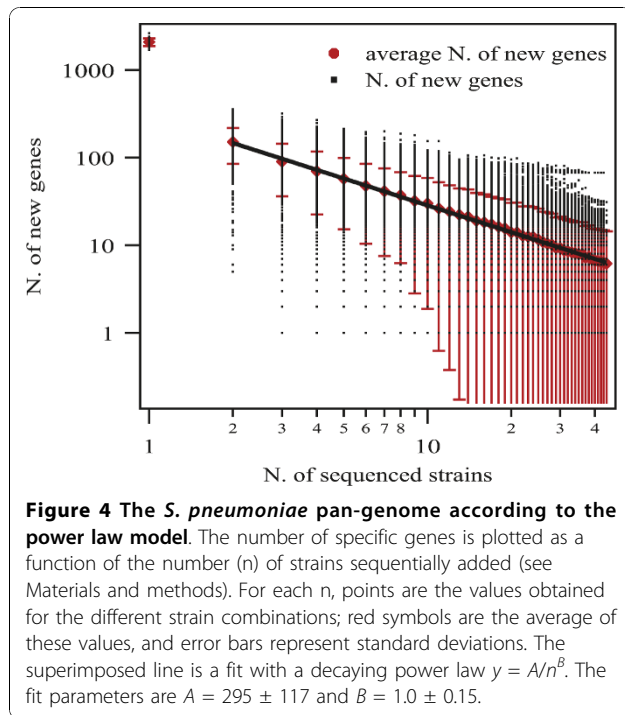 1000
100
10
1
N. of new genes
average N. of new genes
N. of new genes
1
2
3
4
5
6
7
8
10
2
3
4
N. of sequenced strains
Figure 4 The S. pneumoniae pan-genome according to the
power law model. The number of specific genes is plotted as a
function of the number (n) of strains sequentially added (see
Materials and methods). For each n, points are the values obtained
for the different strain combinations; red symbols are the average of
these values, and error bars represent standard deviations. The
superimposed line is a fit with a decaying power law y = A/n^B. The
fit parameters are A = 295 ± 117 and B = 1.0 ± 0.15.